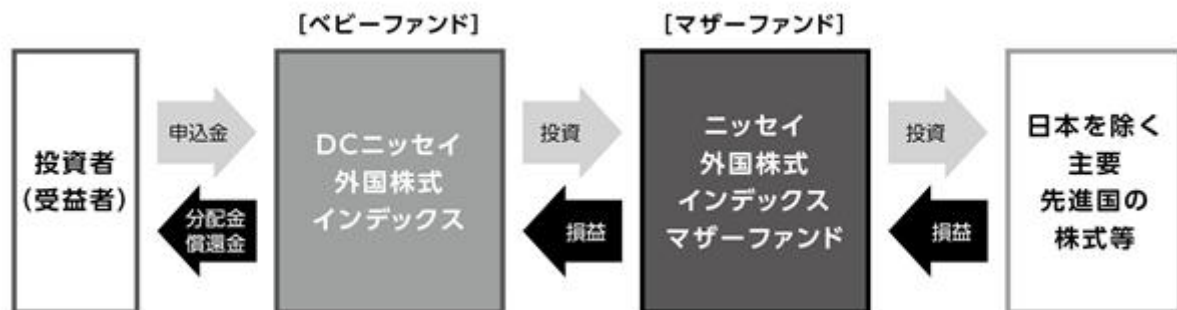 [ベビーファンド]
[マザーファンド]
投資者
(受益者)
申込金
分配金
償還金
DCニッセイ
外国株式
インデックス
投資
損益
ニッセイ
外国株式
インデックス
マザーファンド
投資
損益
日本を除く
主要
先進国の
株式等